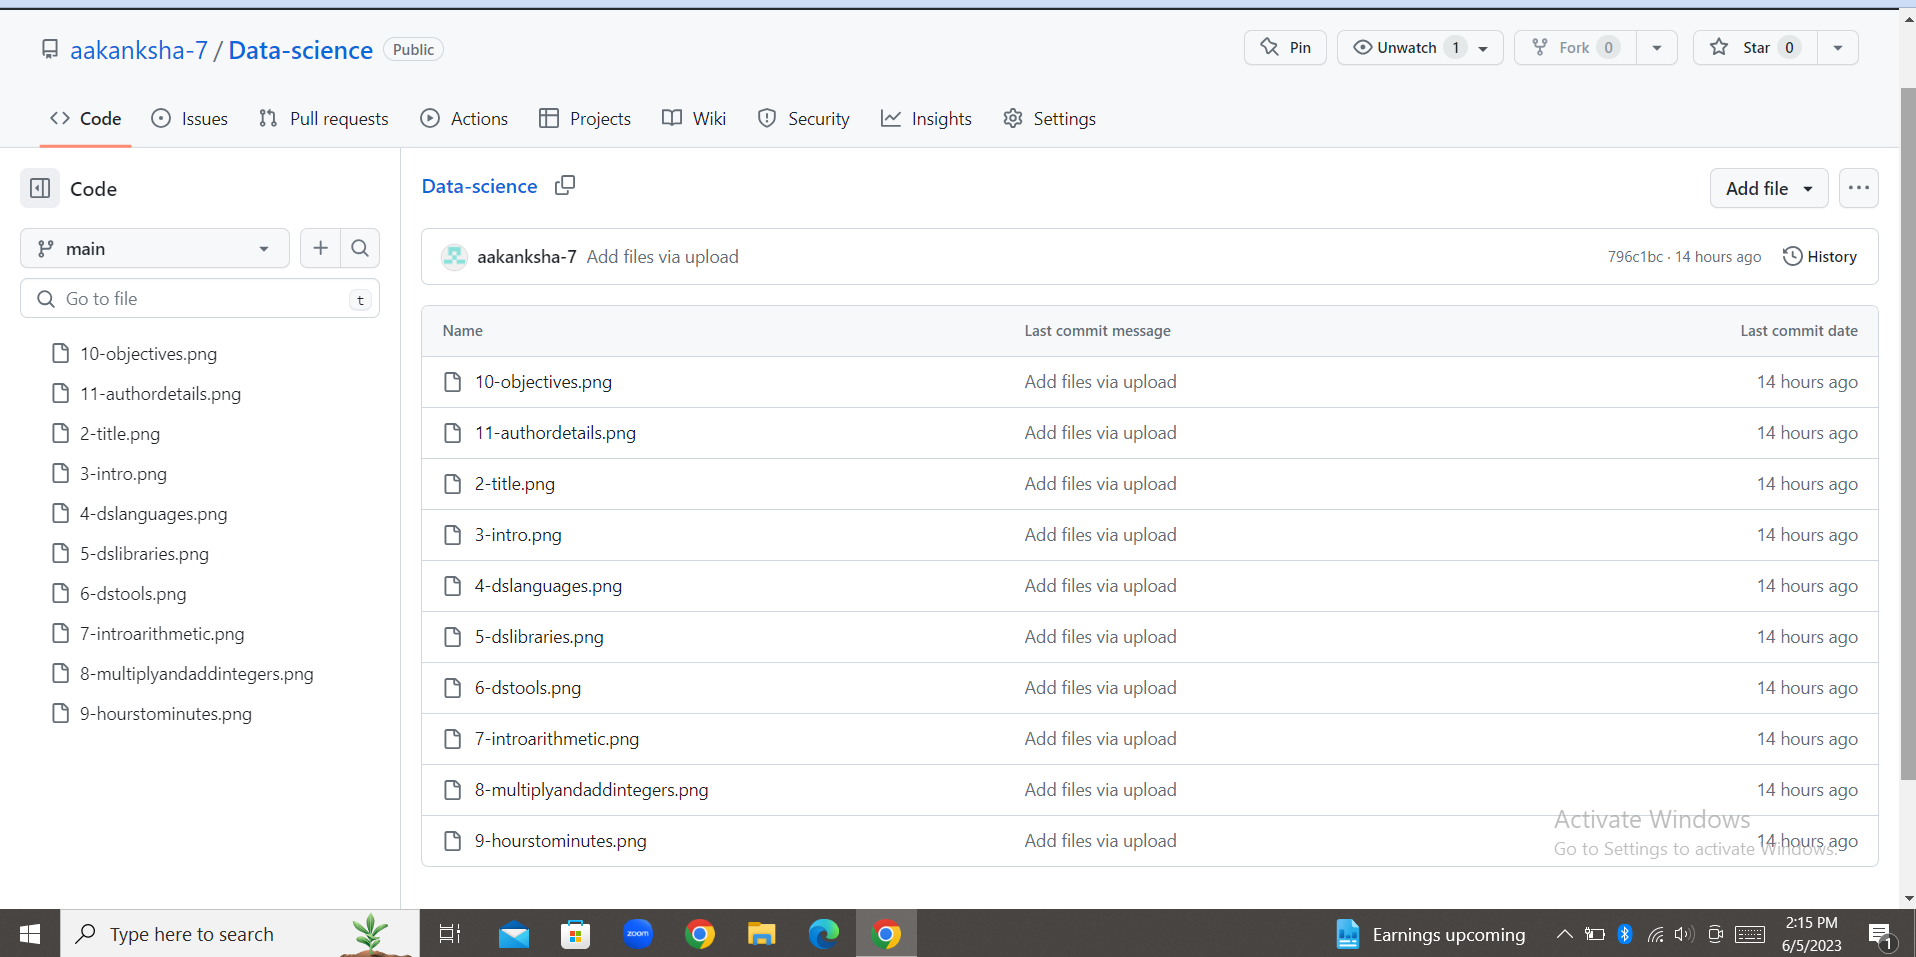 aakanksha-7 / Data-science Public
Pin Unwatch 1 Fork 0 Star 0
Code Issues Pull requests Actions Projects Wiki Security Insights Settings
Code
main
Go to file t
10-objectives.png
11-authordetails.png
2-title.png
3-intro.png
4-dslanguages.png
5-dslibraries.png
6-dstools.png
7-introarithmetic.png
8-multiplyandaddintegers.png
9-hourstominutes.png
Data-science
Add file
aakanksha-7 Add files via upload 796c1bc · 14 hours ago History
Name Last commit message Last commit date
10-objectives.png Add files via upload 14 hours ago
11-authordetails.png Add files via upload 14 hours ago
2-title.png Add files via upload 14 hours ago
3-intro.png Add files via upload 14 hours ago
4-dslanguages.png Add files via upload 14 hours ago
5-dslibraries.png Add files via upload 14 hours ago
6-dstools.png Add files via upload 14 hours ago
7-introarithmetic.png Add files via upload 14 hours ago
8-multiplyandaddintegers.png Add files via upload 14 hours ago
9-hourstominutes.png Add files via upload 14 hours ago
Activate Windows
Go to Settings to activate Windows.
Type here to search
zoom
Earnings upcoming
2:15 PM
6/5/2023
1